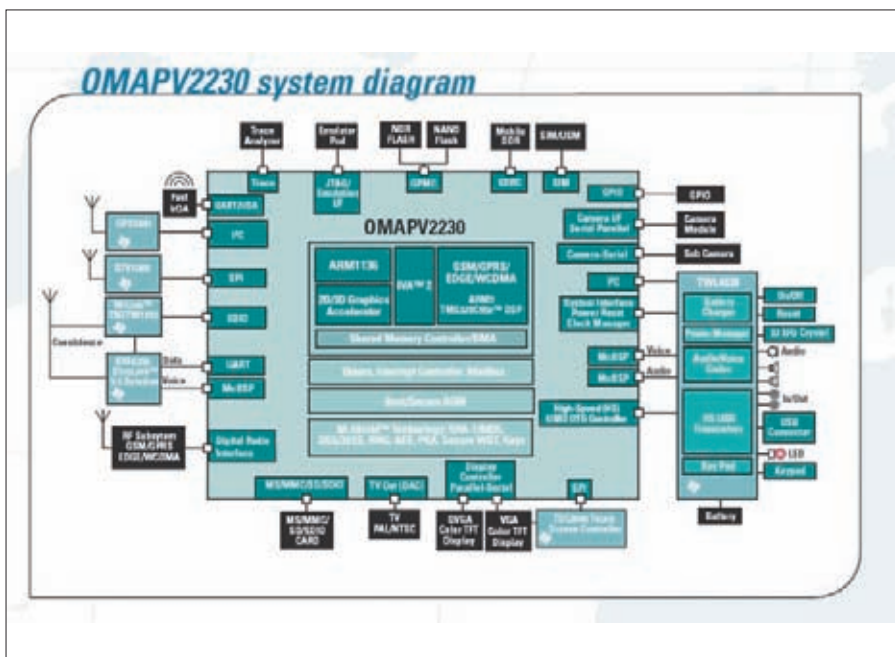 OMAPV2230 system diagram
Trace
Analyzer
Emulator
Pod
NOR
FLASH
NAND
Flash
Mobile
DDR
SIM/USIM
Fast
IrDA
Trace
JTAG/
Emulation
I/F
GPMC
SIM
GPIO
GPIO
UART/IrDA
I²C
OMAPV2230
Camera I/F
Serial Parallel
Camera
Module
Camera-Serial
Sub Camera
SPI
ARM1136
IVA™ 2
GSM/GPRS/
EDGE/WCDMA
2D/3D Graphics
Accelerator
I²C
System Interface
Power Reset
Clock Manager
Battery
Charger
On/Off
Reset
SDIO
Shared Memory Controller/DMA
Power Manager
Coexistence
Data
UART
Voice
McBSP
McBSP
Voice
McBSP
Audio
Audio/Voice
Codec
Audio
Timers, Interrupt Controller, Mailbox
Boot/Secure ROM
High-Speed (HS)
USB2 OTG Controller
HS USB
Transceiver
In/Out
USB
Connector
RF Subsystem
GSM/GPRS
EDGE/WCDMA
Digital Radio
Interface
LED
Key Pad
Keypad
MS/MMC/SD/SDIO
TV Out (DAC)
Display
Controller
Parallel-Serial
SPI
Battery
MS/MMC/
SD/SDIO
CARD
TV
PAL/NTSC
QVGA
Color TFT
Display
VGA
Color TFT
Display
Screen Controller